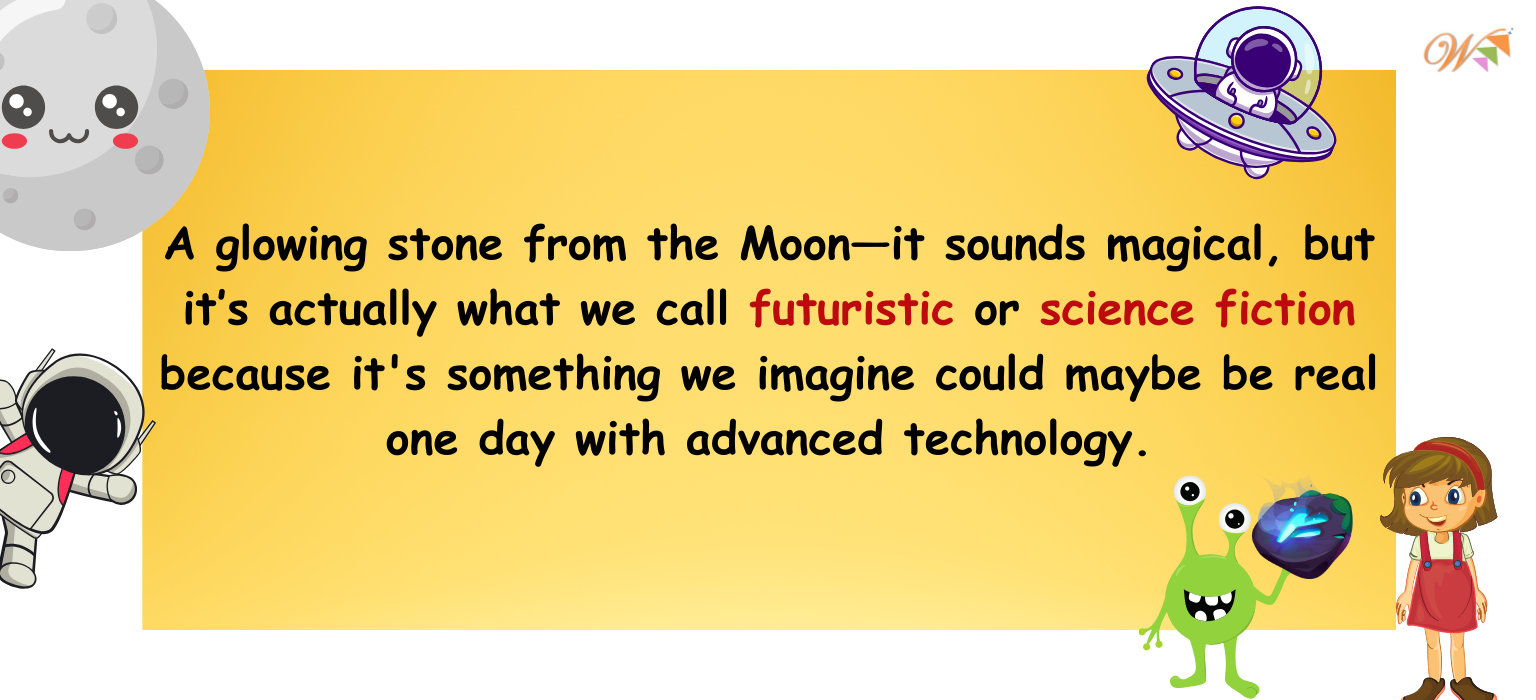 W
A glowing stone from the Moon—it sounds magical, but
it's actually what we call futuristic or science fiction
because it's something we imagine could maybe be real
one day with advanced technology.